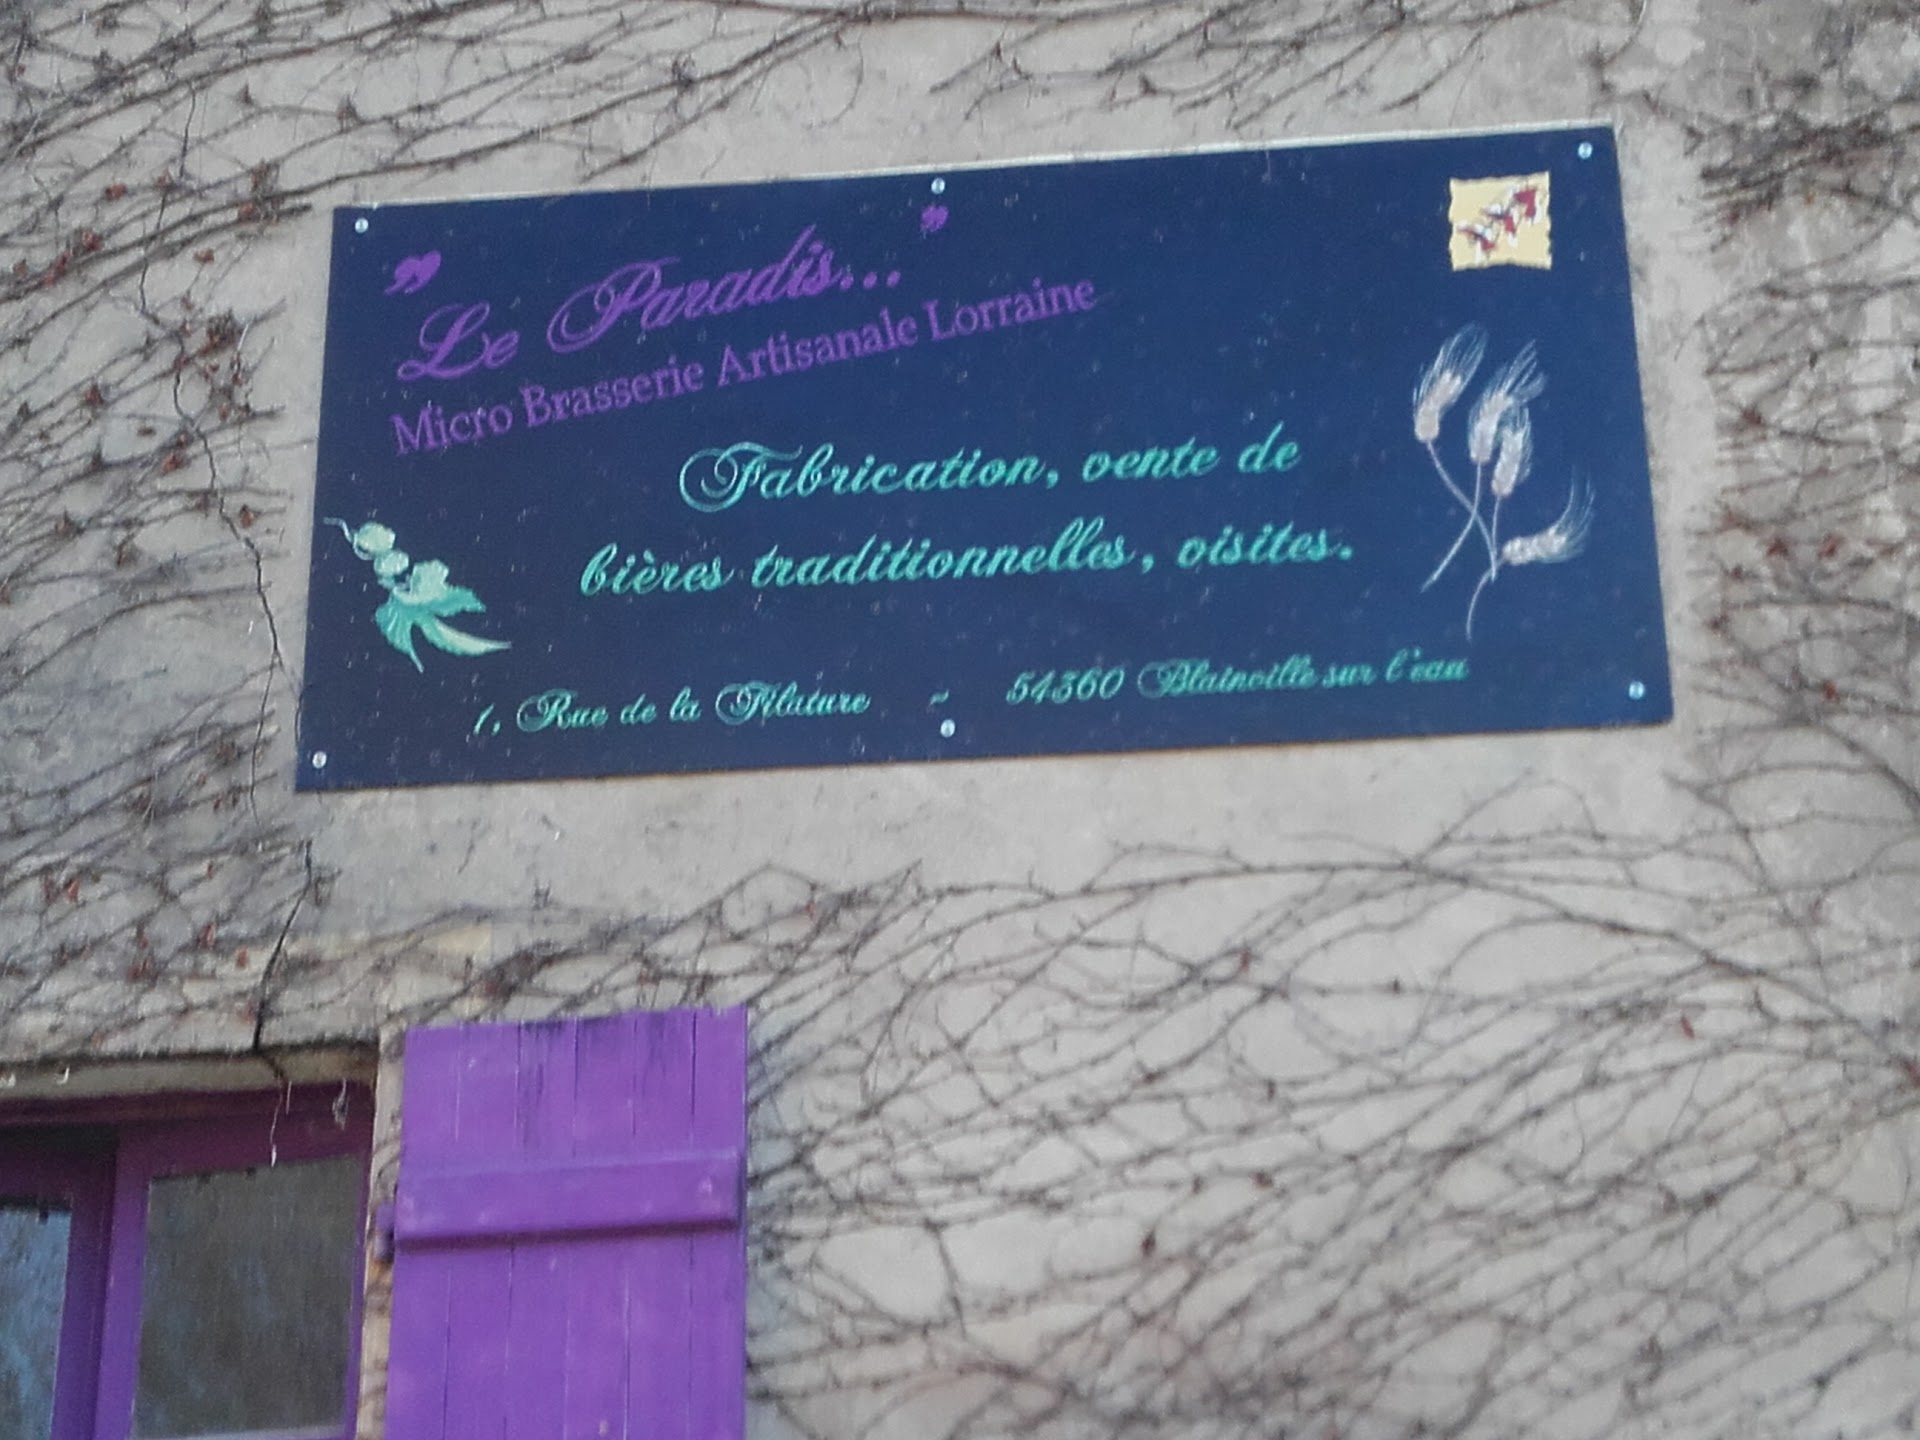 " Le Paradis... "
Micro Brasserie Artisanale Lorraine
Fabrication, vente de
bières traditionnelles, visites.
1, Rue de la Filature - 54360 Blainville sur l'eau